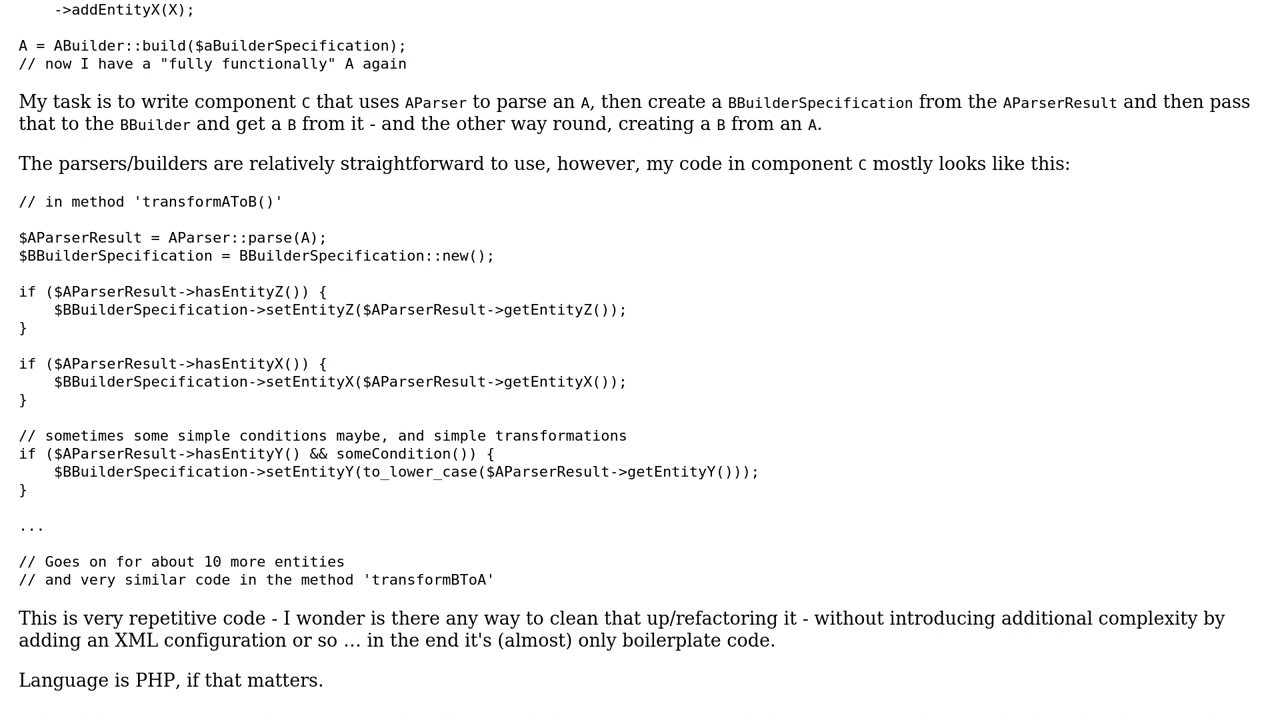 ->addEntityX(X);
A = ABuilder::build($aBuilderSpecification);
// now I have a "fully functionally" A again
My task is to write component C that uses AParser to parse an A, then create a BBuilderSpecification from the AParserResult and then pass
that to the BBuilder and get a B from it - and the other way round, creating a B from an A.
The parsers/builders are relatively straightforward to use, however, my code in component C mostly looks like this:
// in method 'transformAToB()'
$AParserResult = AParser::parse(A);
$BBuilderSpecification = BBuilderSpecification::new();
if ($AParserResult->hasEntityZ()) {
$BBuilderSpecification->setEntityZ($AParserResult->getEntityZ());
}
if ($AParserResult->hasEntityX()) {
$BBuilderSpecification->setEntityX($AParserResult->getEntityX());
}
// sometimes some simple conditions maybe, and simple transformations
if ($AParserResult->hasEntityY() && someCondition()) {
$BBuilderSpecification->setEntityY(to_lower_case($AParserResult->getEntityY()));
}
...
// Goes on for about 10 more entities
// and very similar code in the method 'transformBToA'
This is very repetitive code - I wonder is there any way to clean that up/refactoring it - without introducing additional complexity by
adding an XML configuration or so ... in the end it's (almost) only boilerplate code.
Language is PHP, if that matters.